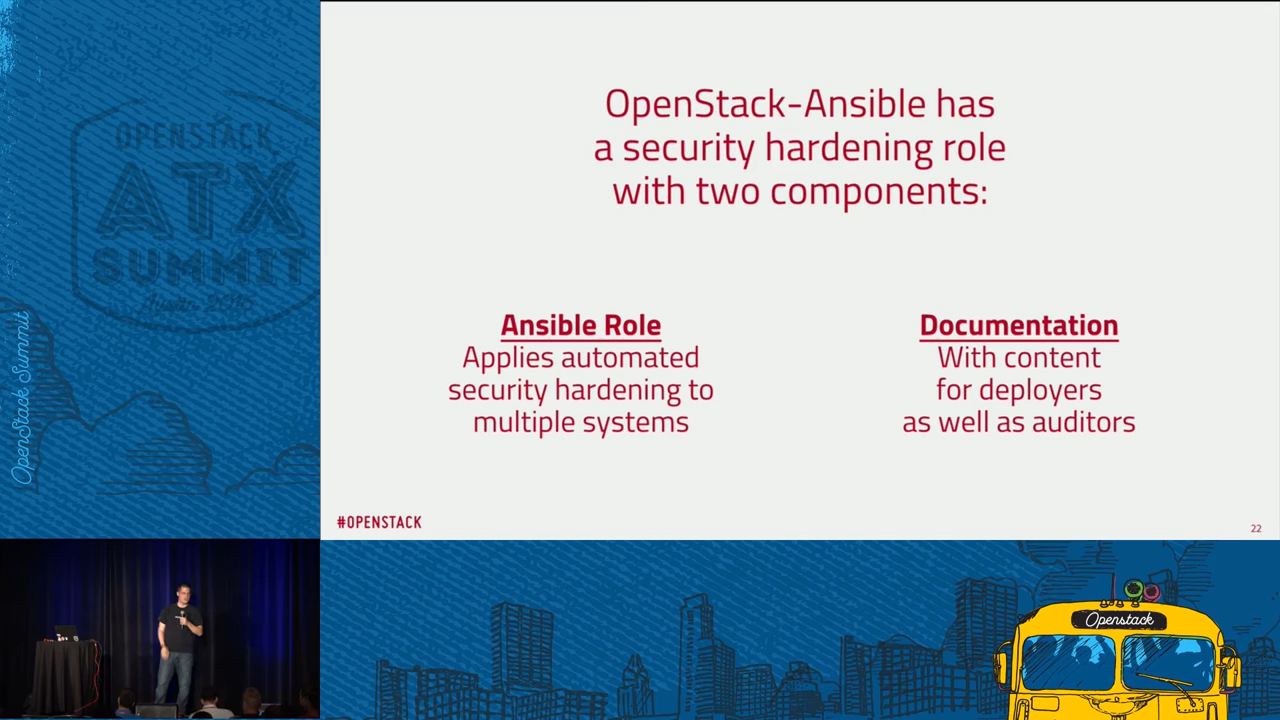 OPENSTACK
ATX
SUMMIT
Austin 2016
OpenStack Summit
OpenStack-Ansible has
a security hardening role
with two components:
Ansible Role
Applies automated
security hardening to
multiple systems
Documentation
With content
for deployers
as well as auditors
#OPENSTACK
22
Openstack